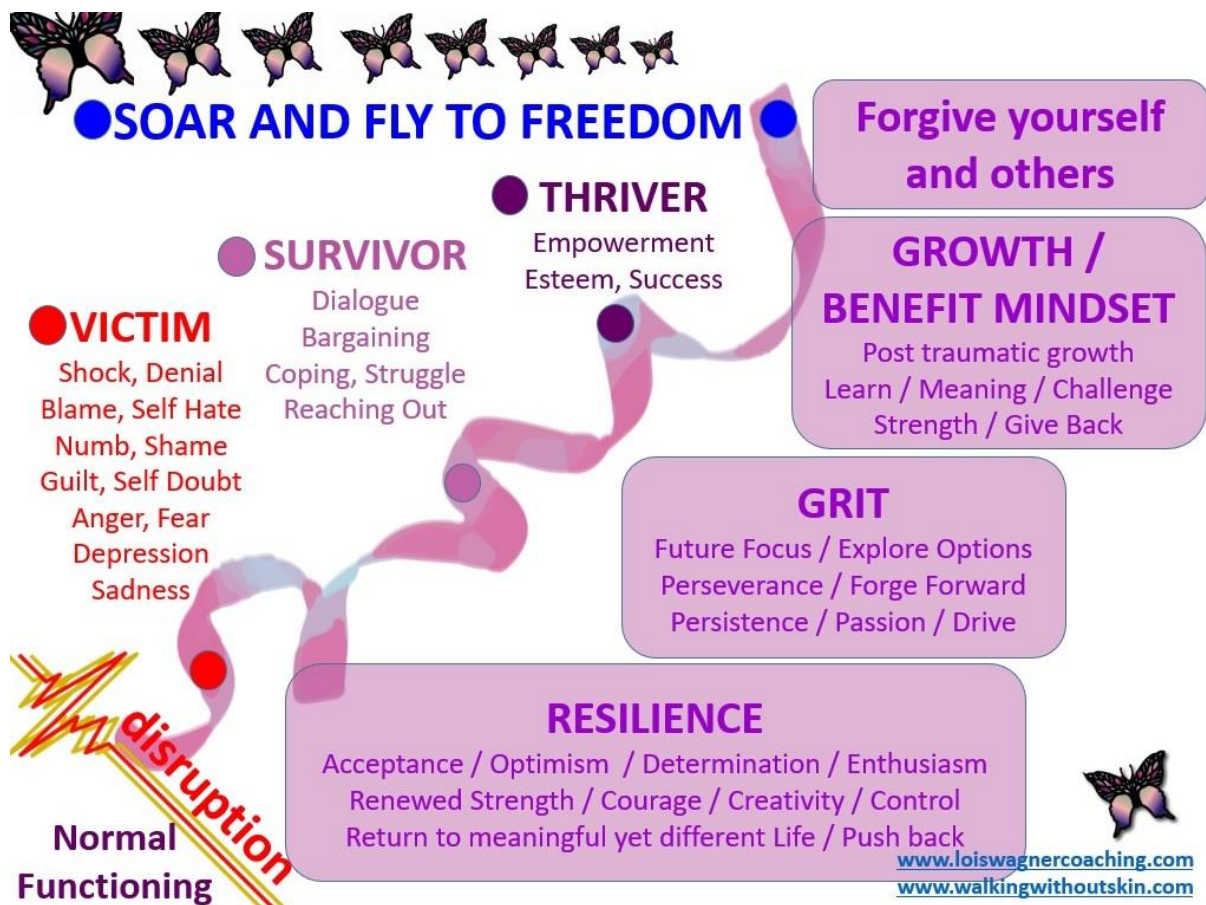 SOAR AND FLY TO FREEDOM
THRIVER
Empowerment
Esteem, Success
SURVIVOR
Dialogue
Bargaining
Coping, Struggle
Reaching Out
VICTIM
Shock, Denial
Blame, Self Hate
Numb, Shame
Guilt, Self Doubt
Anger, Fear
Depression
Sadness
disruption
Normal
Functioning
Forgive yourself
and others
GROWTH /
BENEFIT MINDSET
Post traumatic growth
Learn / Meaning / Challenge
Strength / Give Back
GRIT
Future Focus / Explore Options
Perseverance / Forge Forward
Persistence / Passion / Drive
RESILIENCE
Acceptance / Optimism / Determination / Enthusiasm
Renewed Strength / Courage / Creativity / Control
Return to meaningful yet different Life / Push back
www.loiswagnercoaching.com
www.walkingwithoutskin.com